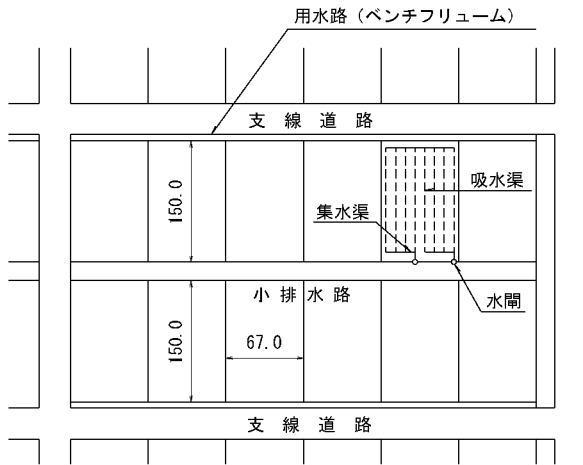 用水路（ベンチフリューム）
支線道路
150.0
吸水渠
集水渠
小排水路
水閘
150.0
67.0
支線道路